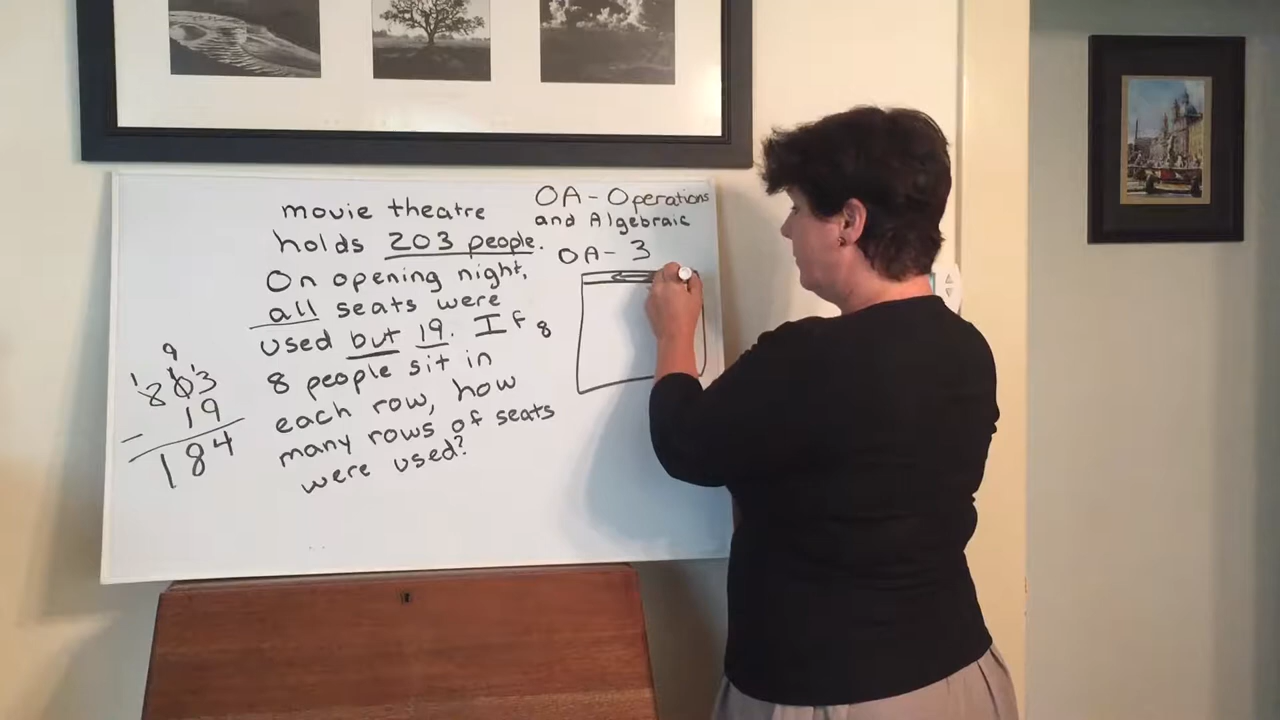 OA - Operations
and Algebraic
OA - 3
movie theatre
holds 203 people.
On opening night,
all seats were
used but 19. If 8
8 people sit in
each row, how
many rows of seats
were used?
9
1 1
803
- 19
184